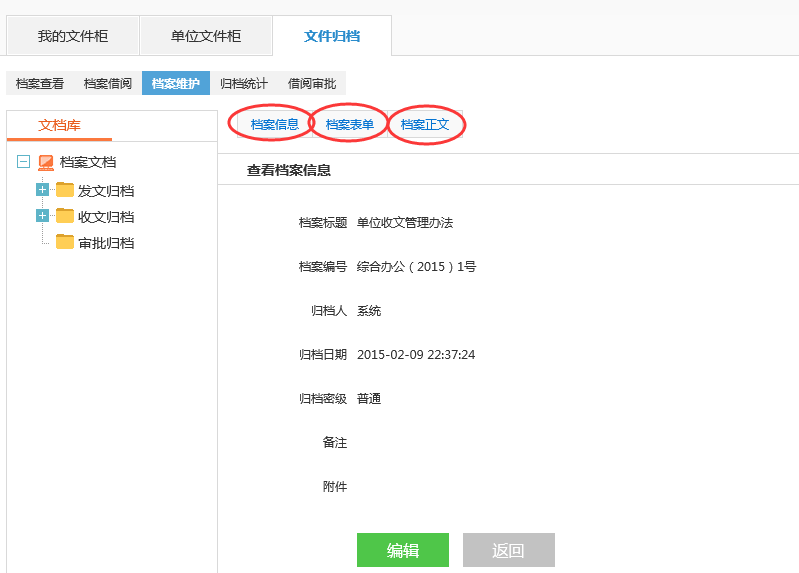 我的文件柜 单位文件柜 文件归档
档案查看 档案借阅 档案维护 归档统计 借阅审批
文档库
档案文档
发文归档
收文归档
审批归档
档案信息 档案表单 档案正文
查看档案信息
档案标题 单位收文管理办法
档案编号 综合办公（2015）1号
归档人 系统
归档日期 2015-02-09 22:37:24
归档密级 普通
备注
附件
编辑 返回